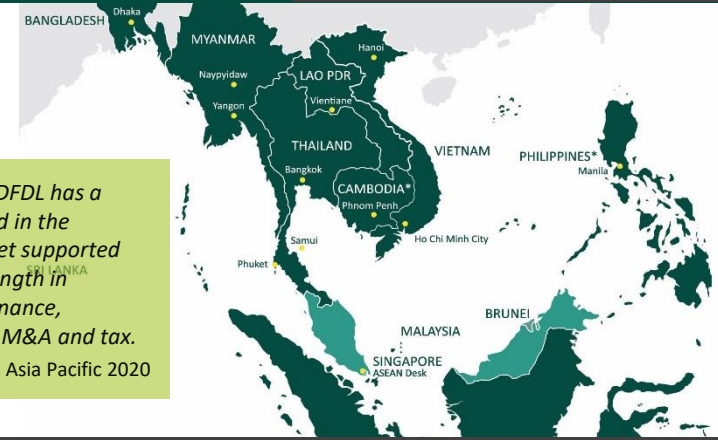 BANGLADESH
Dhaka
MYANMAR
Hanoi
Naypyidaw
LAO PDR
Yangon
Vientiane
THAILAND
VIETNAM
PHILIPPINES*
Manila
Bangkok
CAMBODIA*
Phnom Penh
Ho Chi Minh City
Samui
Phuket
SRI LANKA
BRUNEI
MALAYSIA
SINGAPORE
ASEAN Desk
DFDL has a
d in the
et supported
ngth in
nance,
M&A and tax.
Asia Pacific 2020